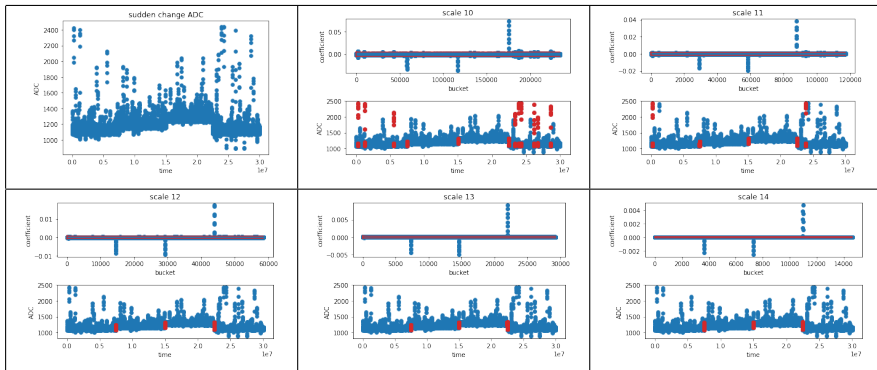 sudden change ADC
2400
2200
2000
1800
1600
1400
1200
1000
ADC
0.0 0.5 1.0 1.5 2.0 2.5 3.0
time 1e7
scale 10
0.05
0.00
coefficient
0 50000 100000 150000 200000
bucket
2500
2000
1500
1000
ADC
0.0 0.5 1.0 1.5 2.0 2.5 3.0
time 1e7
scale 11
0.04
0.02
0.00
−0.02
coefficient
0 20000 40000 60000 80000 100000 120000
bucket
2500
2000
1500
1000
ADC
0.0 0.5 1.0 1.5 2.0 2.5 3.0
time 1e7
scale 12
0.01
0.00
−0.01
coefficient
0 10000 20000 30000 40000 50000 60000
bucket
2500
2000
1500
1000
ADC
0.0 0.5 1.0 1.5 2.0 2.5 3.0
time 1e7
scale 13
0.005
0.000
−0.005
coefficient
0 5000 10000 15000 20000 25000 30000
bucket
2500
2000
1500
1000
ADC
0.0 0.5 1.0 1.5 2.0 2.5 3.0
time 1e7
scale 14
0.004
0.002
0.000
−0.002
coefficient
0 2000 4000 6000 8000 10000 12000 14000
bucket
2500
2000
1500
1000
ADC
0.0 0.5 1.0 1.5 2.0 2.5 3.0
time 1e7